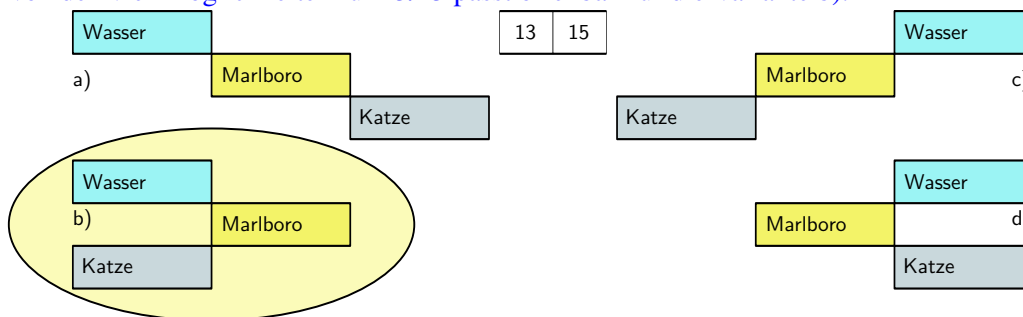 Wasser 13 15 Wasser
a) Marlboro Marlboro c)
Katze Katze
Wasser Wasser
b) Marlboro Marlboro d
Katze Katze